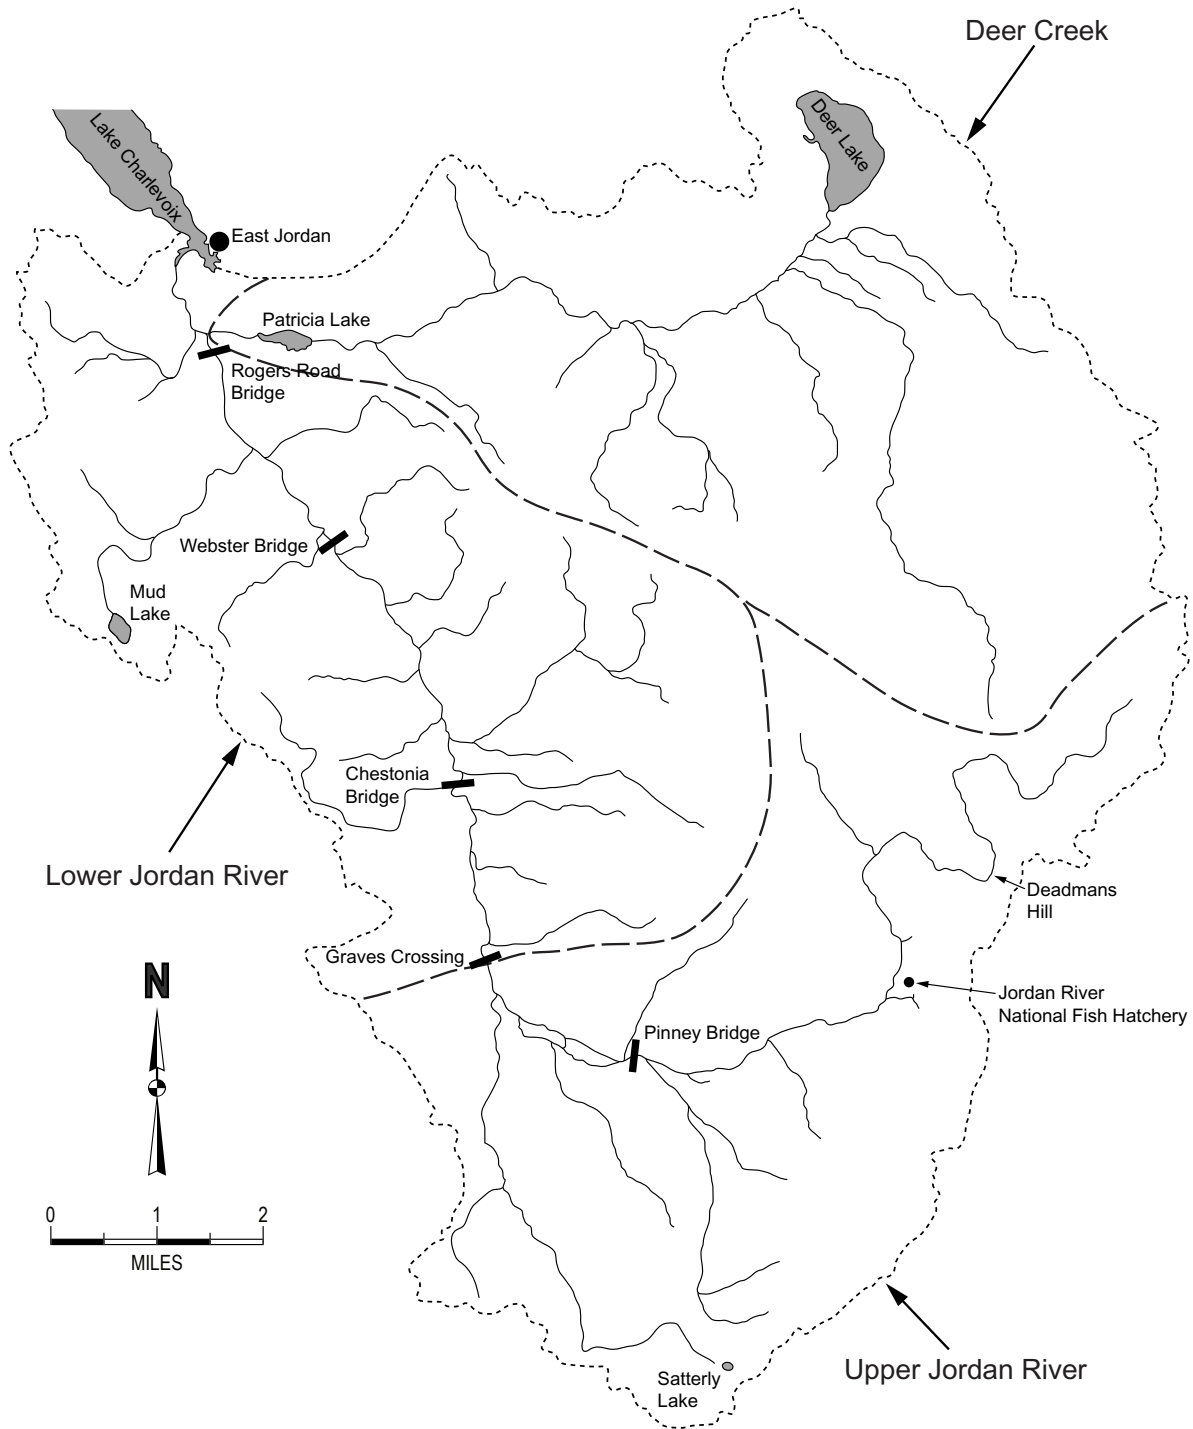 Deer Creek
Lake Charlevoix
Deer Lake
East Jordan
Patricia Lake
Rogers Road
Bridge
Webster Bridge
Mud
Lake
Chestonia
Bridge
Lower Jordan River
Deadmans
Hill
Graves Crossing
N
Jordan River
National Fish Hatchery
Pinney Bridge
0 1 2
MILES
Upper Jordan River
Satterly
Lake